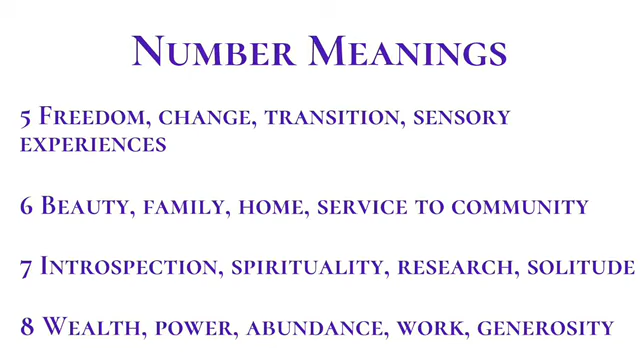 Number Meanings
5 Freedom, change, transition, sensory
experiences
6 Beauty, family, home, service to community
7 Introspection, spirituality, research, solitude
8 Wealth, power, abundance, work, generosity